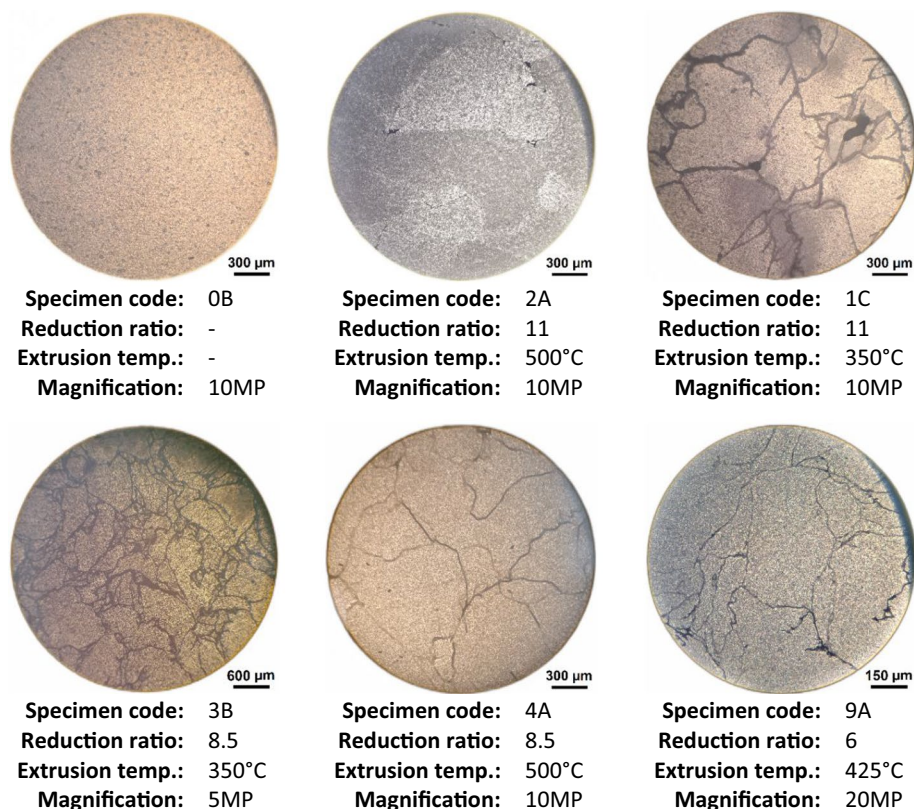 300 µm 300 µm 300 µm
Specimen code: 0B Specimen code: 2A Specimen code: 1C
Reduction ratio: - Reduction ratio: 11 Reduction ratio: 11
Extrusion temp.: - Extrusion temp.: 500°C Extrusion temp.: 350°C
Magnification: 10MP Magnification: 10MP Magnification: 10MP
600 µm 300 µm 150 µm
Specimen code: 3B Specimen code: 4A Specimen code: 9A
Reduction ratio: 8.5 Reduction ratio: 8.5 Reduction ratio: 6
Extrusion temp.: 350°C Extrusion temp.: 500°C Extrusion temp.: 425°C
Magnification: 5MP Magnification: 10MP Magnification: 20MP